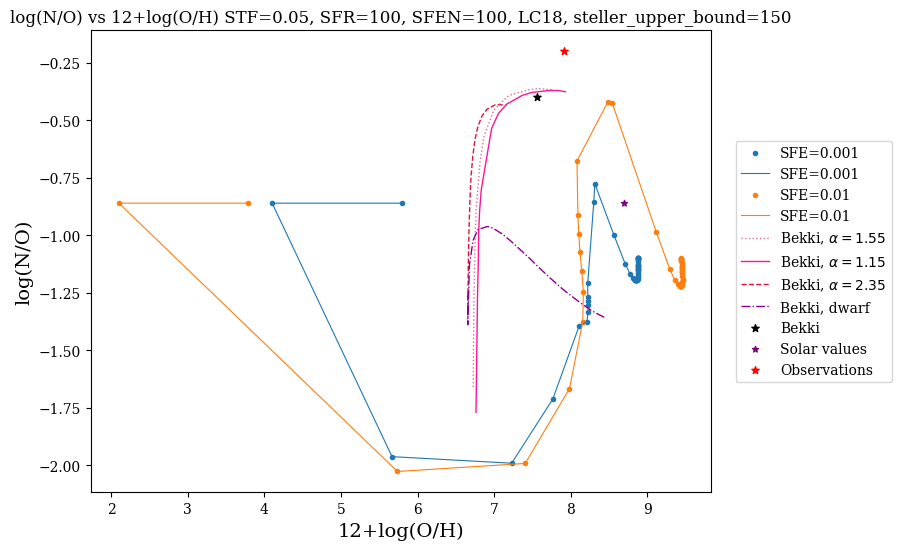 log(N/O) vs 12+log(O/H) STF=0.05, SFR=100, SFEN=100, LC18, steller_upper_bound=150
log(N/O)
−0.25
−0.50
−0.75
−1.00
−1.25
−1.50
−1.75
−2.00
2 3 4 5 6 7 8 9
12+log(O/H)
SFE=0.001
SFE=0.001
SFE=0.01
SFE=0.01
Bekki, α = 1.55
Bekki, α = 1.15
Bekki, α = 2.35
Bekki, dwarf
Bekki
Solar values
Observations